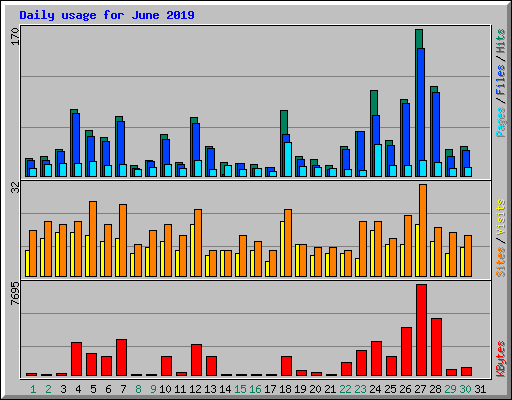 Daily usage for June 2019
170
Pages / Files / Hits
32
Sites / Visits
7695
KBytes
1 2 3 4 5 6 7 8 9 10 11 12 13 14 15 16 17 18 19 20 21 22 23 24 25 26 27 28 29 30 31